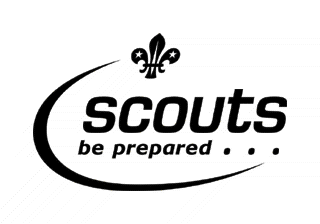 scouts
be prepared . . .